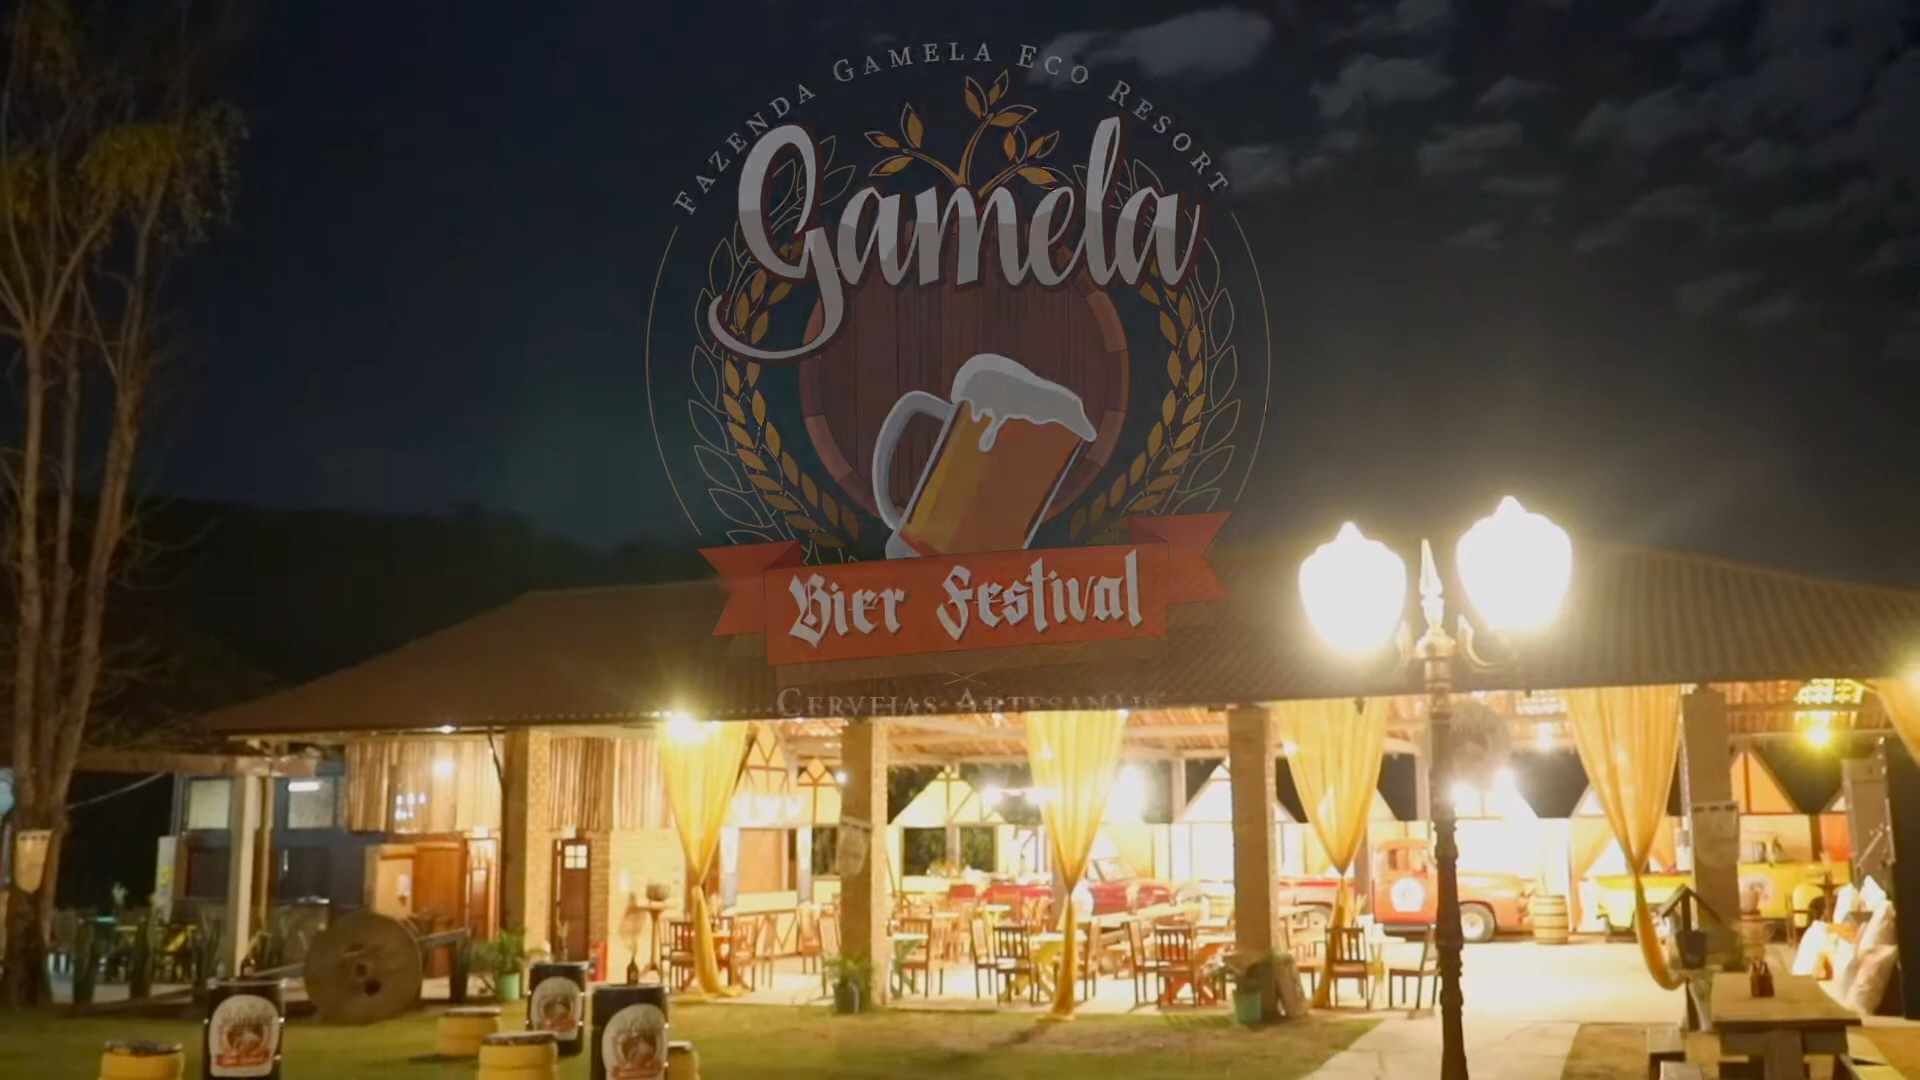 Fazenda Gamela Eco Resort
Gamela
Bier Festival
Cervejas Artesanais